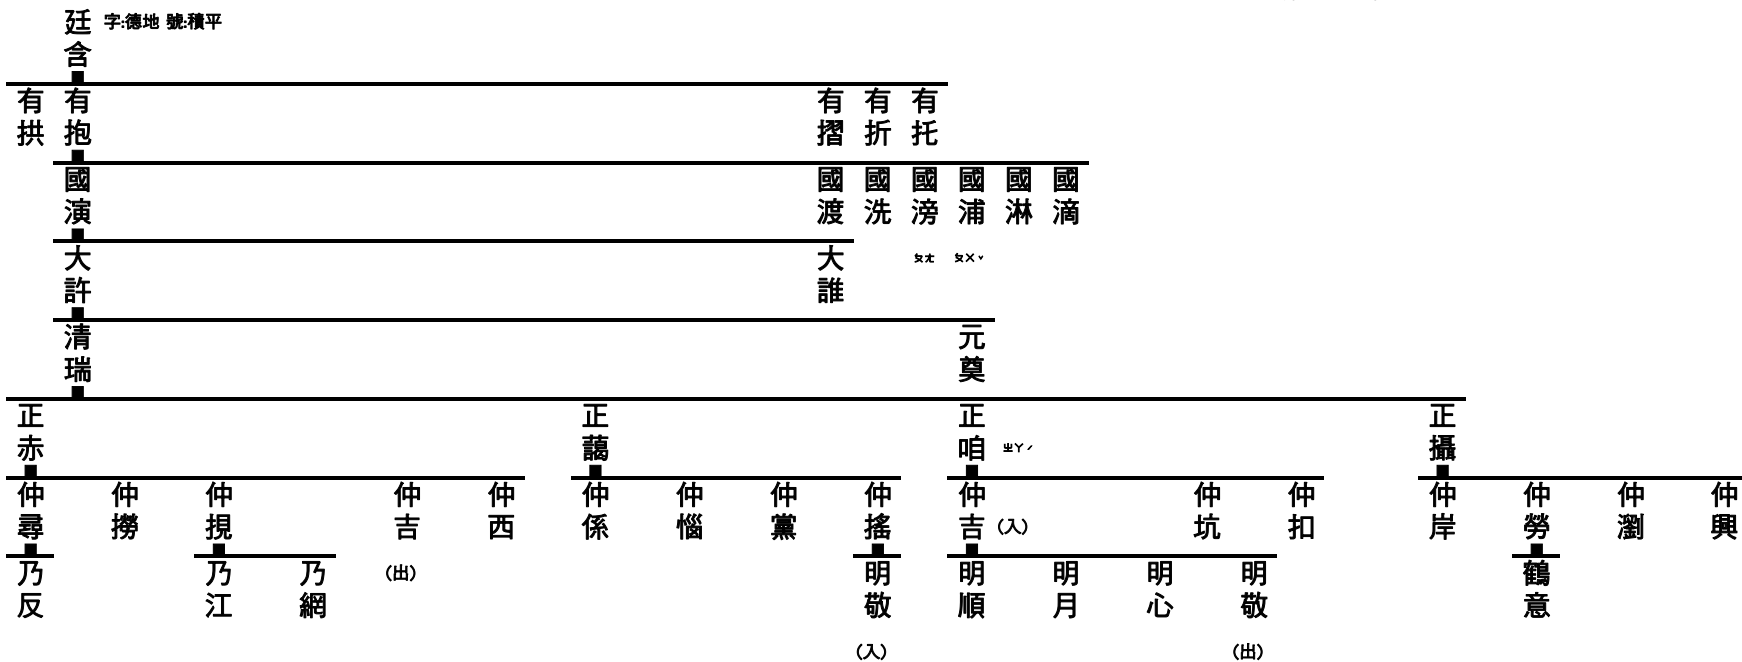 廷含 字:德地 號:積平
有拱 有抱 有摺 有折 有托
國演 國渡 國洗 國滂 國浦 國淋 國滴
大許 大誰 ㄆㄤ ㄆㄨˇ
清瑞 元奠
正赤 正藹 正咱 ㄓㄚˊ 正攝
仲尋 仲撈 仲挸 仲吉 仲西 仲係 仲惱 仲黨 仲搖 仲吉 (入) 仲坑 仲扣 仲岸 仲勞 仲瀏 仲興
乃反 乃江 乃網 (出) 明敬 明順 明月 明心 明敬 鶴意
(入) (出)